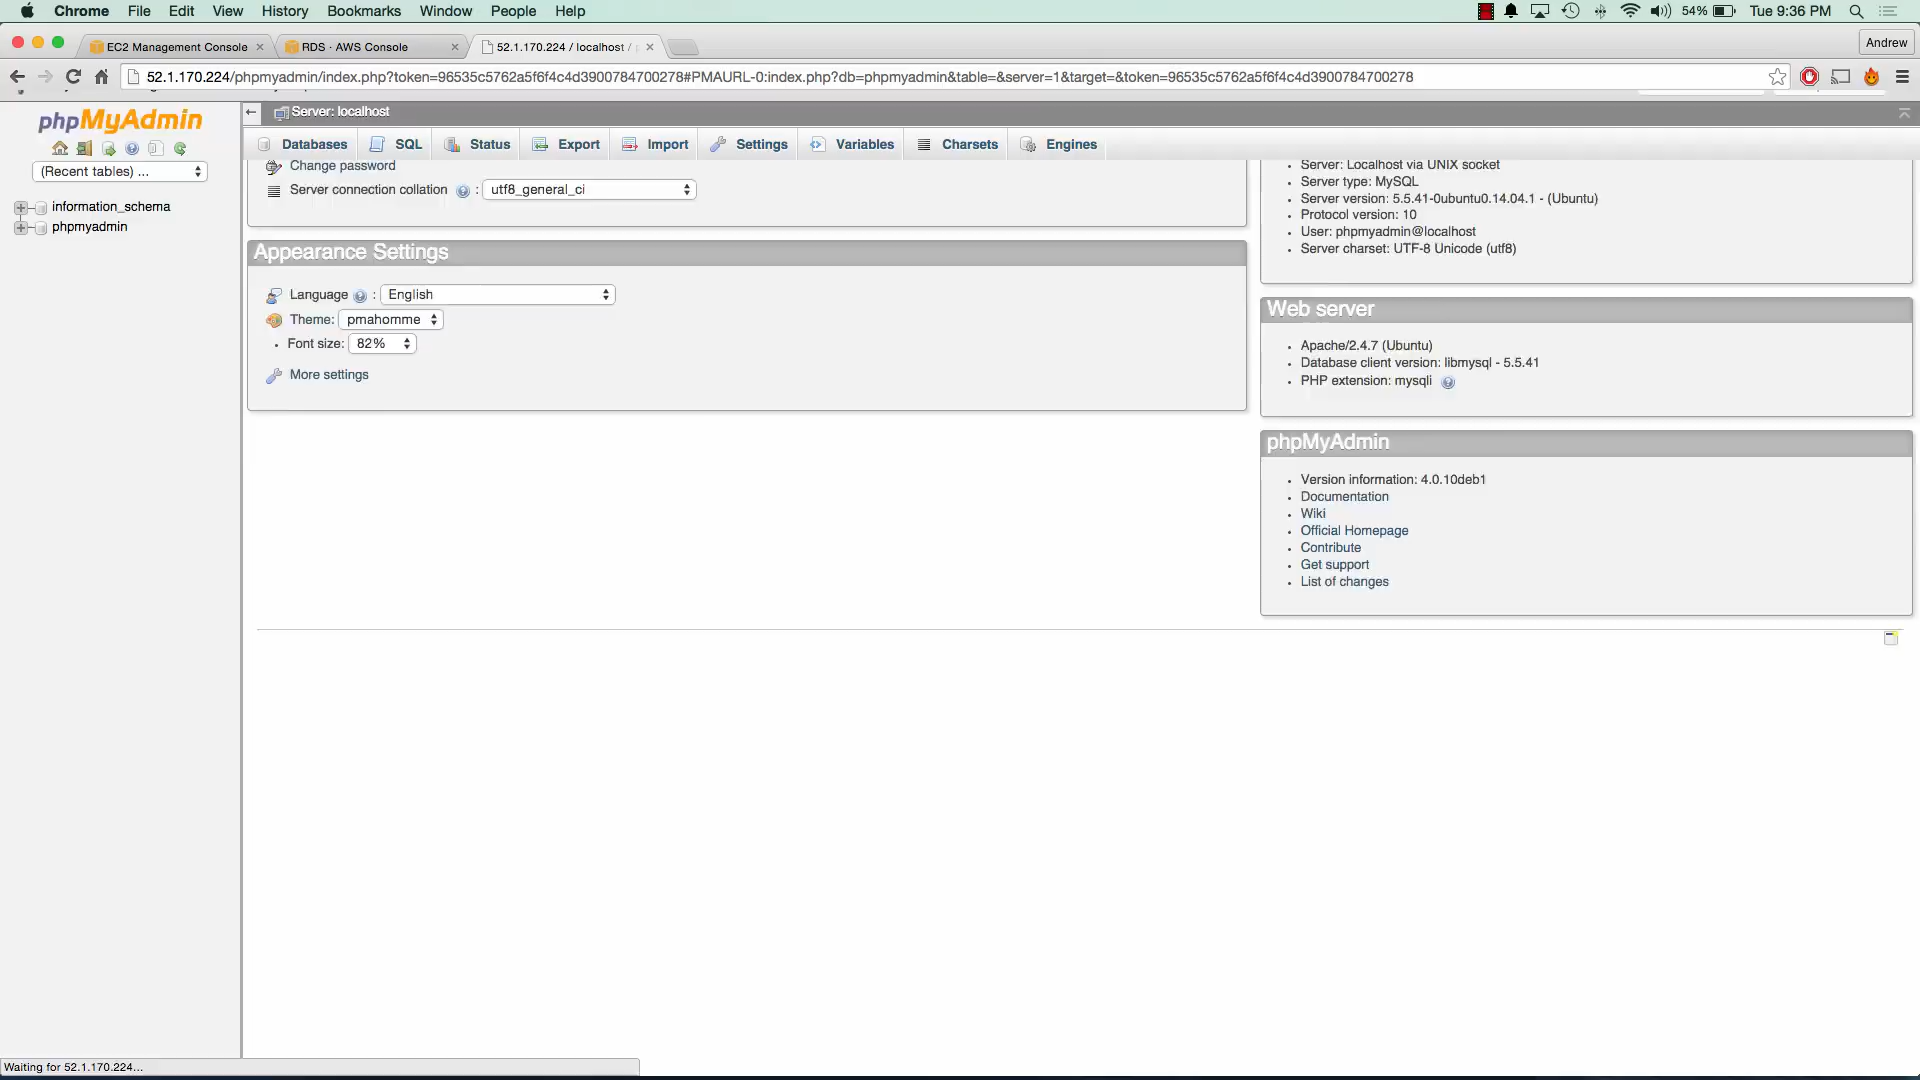 Chrome File Edit View History Bookmarks Window People Help 54% Tue 9:36 PM
EC2 Management Console RDS · AWS Console 52.1.170.224 / localhost / Andrew
52.1.170.224/phpmyadmin/index.php?token=96535c5762a5f6f4c4d3900784700278#PMAURL-0:index.php?db=phpmyadmin&table=&server=1&target=&token=96535c5762a5f6f4c4d3900784700278
phpMyAdmin
(Recent tables) ...
information_schema
phpmyadmin
Server: localhost
Databases SQL Status Export Import Settings Variables Charsets Engines
Change password
Server connection collation : utf8_general_ci
Appearance Settings
Language : English
Theme: pmahomme
Font size: 82%
More settings
Server: Localhost via UNIX socket
Server type: MySQL
Server version: 5.5.41-0ubuntu0.14.04.1 - (Ubuntu)
Protocol version: 10
User: phpmyadmin@localhost
Server charset: UTF-8 Unicode (utf8)
Web server
Apache/2.4.7 (Ubuntu)
Database client version: libmysql - 5.5.41
PHP extension: mysqli
phpMyAdmin
Version information: 4.0.10deb1
Documentation
Wiki
Official Homepage
Contribute
Get support
List of changes
Waiting for 52.1.170.224...